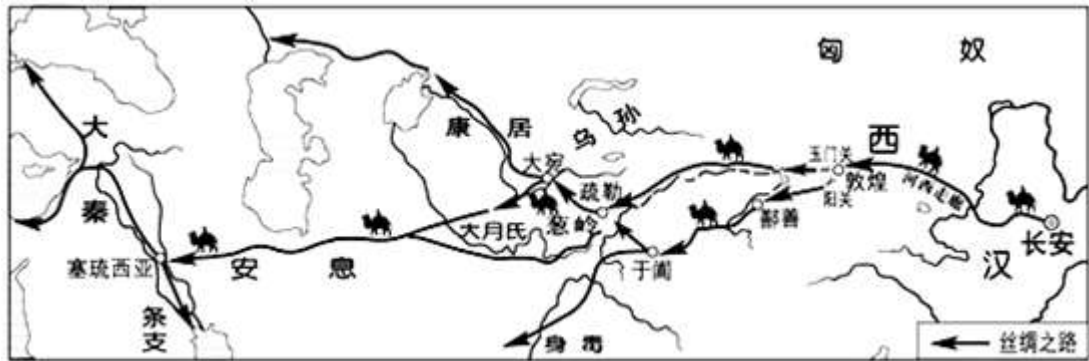 匈 奴
大
秦
康 居
乌 孙
大宛
疏勒
葱岭
大月氏
西
玉门关
敦煌
阳关
河西走廊
鄯善
长安
汉
于阗
塞琉西亚
安 息
条支
身毒
丝绸之路